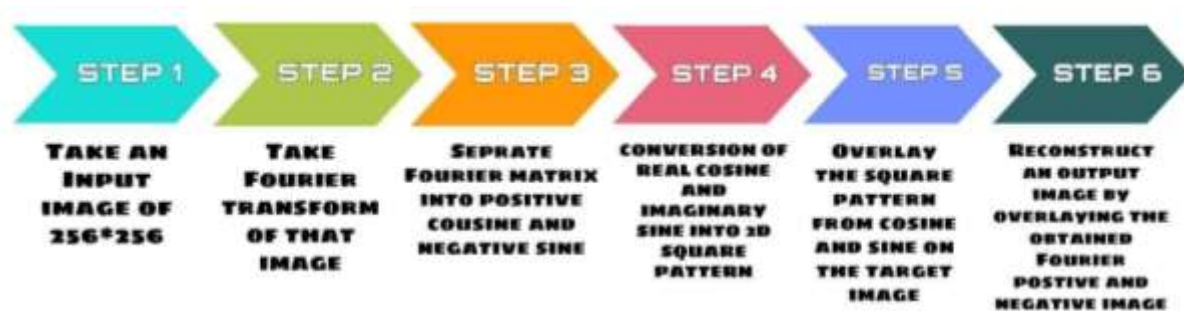 STEP 1
STEP 2
STEP 3
STEP 4
STEP 5
STEP 6
TAKE AN
INPUT
IMAGE OF
256*256
TAKE
FOURIER
TRANSFORM
OF THAT
IMAGE
SEPRATE
FOURIER MATRIX
INTO POSITIVE
COUSINE AND
NEGATIVE SINE
CONVERSION OF
REAL COSINE
AND
IMAGINARY
SINE INTO 2D
SQUARE
PATTERN
OVERLAY
THE SQUARE
PATTERN
FROM COSINE
AND SINE ON
THE TARGET
IMAGE
RECONSTRUCT
AN OUTPUT
IMAGE BY
OVERLAYING THE
OBTAINED
FOURIER
POSTIVE AND
NEGATIVE IMAGE